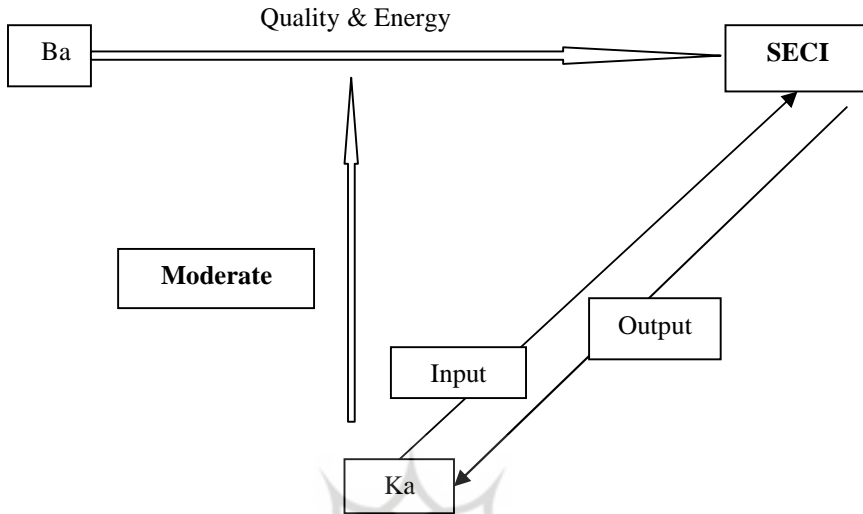 Quality & Energy
Ba
SECI
Moderate
Output
Input
Ka